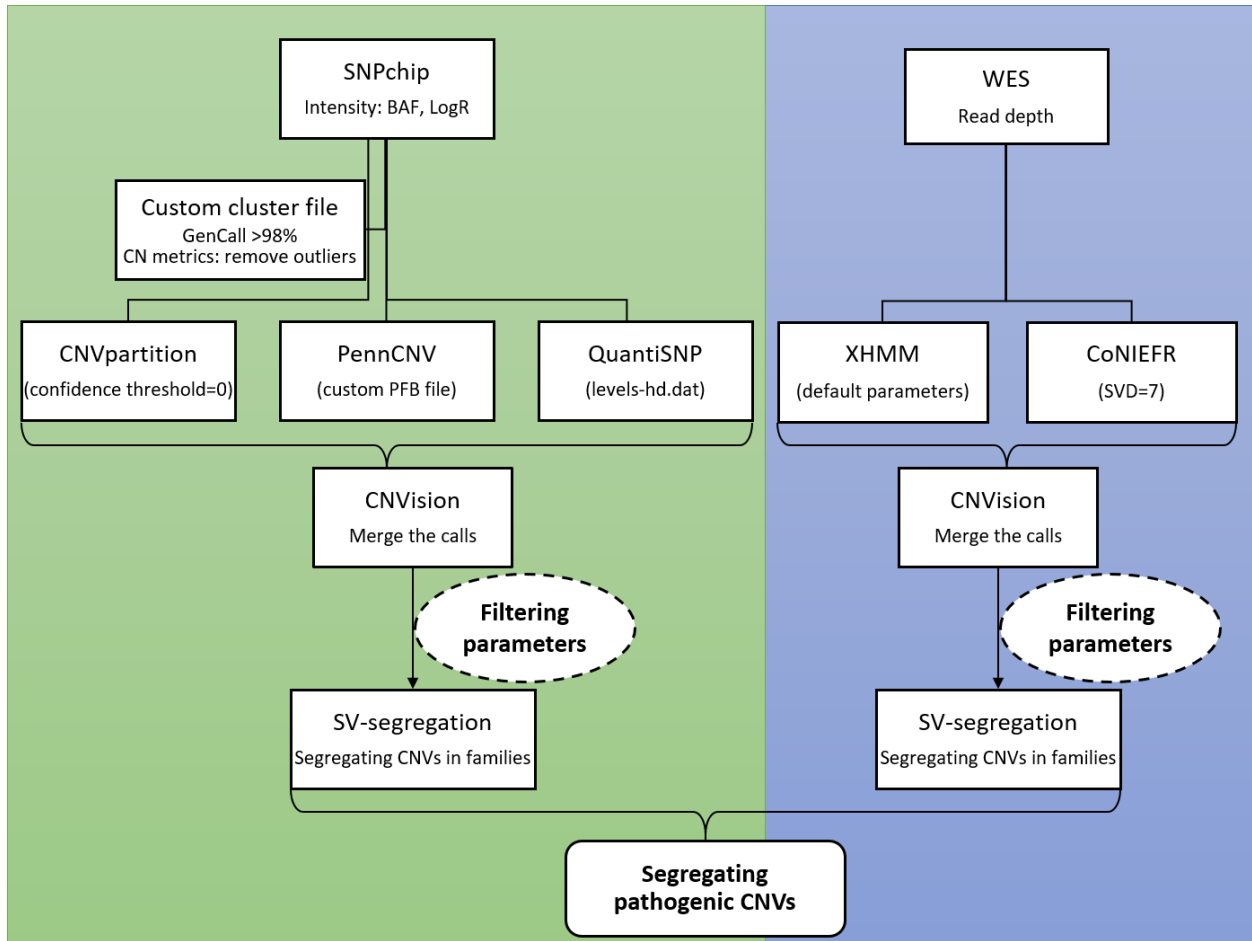 SNPchip
Intensity: BAF, LogR
Custom cluster file
GenCall >98%
CN metrics: remove outliers
CNVpartition
(confidence threshold=0)
PennCNV
(custom PFB file)
QuantiSNP
(levels-hd.dat)
CNVision
Merge the calls
Filtering
parameters
SV-segregation
Segregating CNVs in families
WES
Read depth
XHMM
(default parameters)
CoNIEFR
(SVD=7)
CNVision
Merge the calls
Filtering
parameters
SV-segregation
Segregating CNVs in families
Segregating
pathogenic CNVs